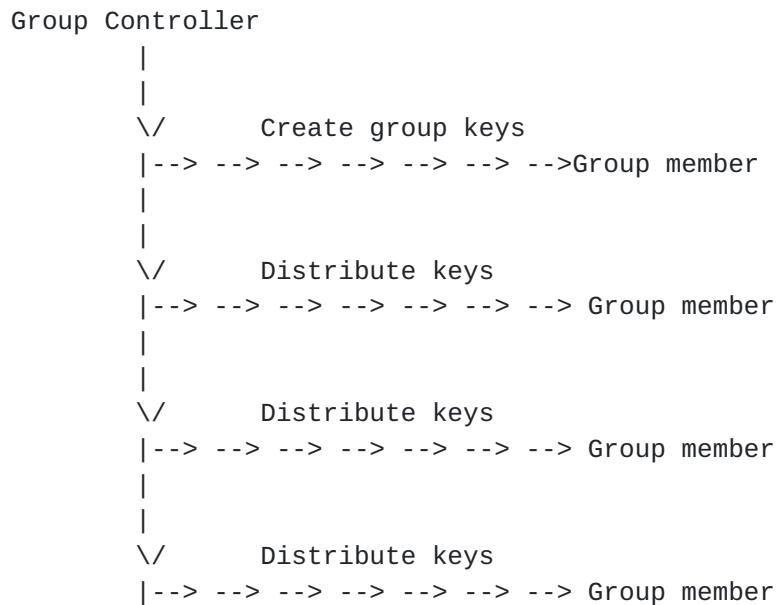 Group Controller
|
|
\/ Create group keys
|--> --> --> --> --> --> -->Group member
|
|
\/ Distribute keys
|--> --> --> --> --> --> --> Group member
|
|
\/ Distribute keys
|--> --> --> --> --> --> --> Group member
|
|
\/ Distribute keys
|--> --> --> --> --> --> --> Group member